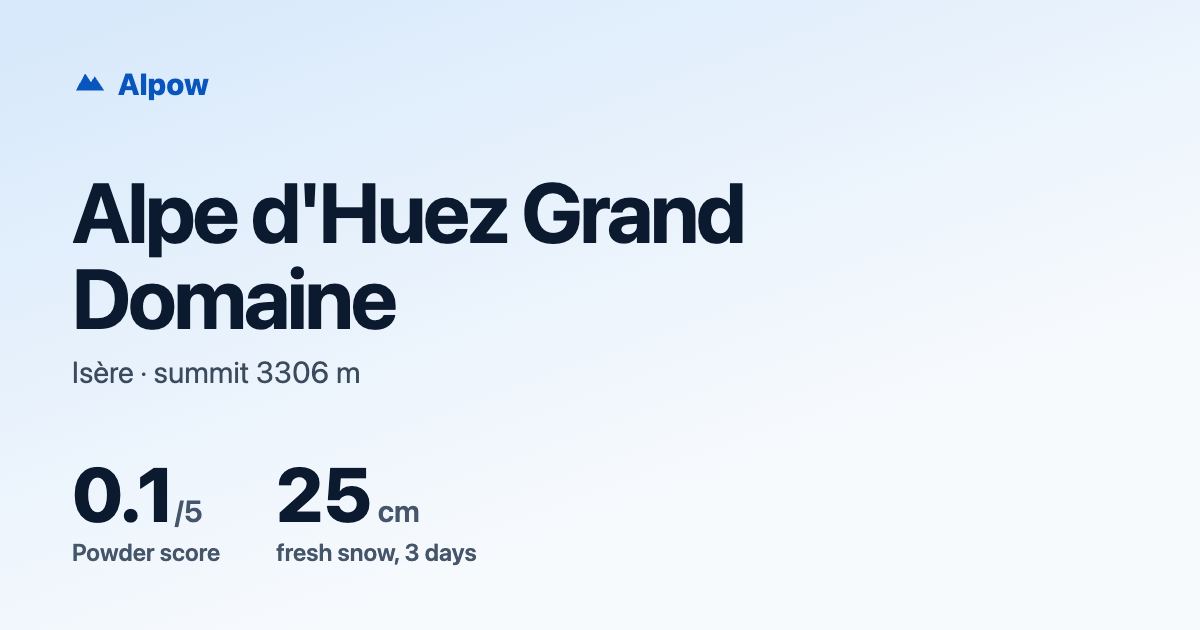 Alpow
Alpe d'Huez Grand
Domaine
Isère · summit 3306 m
0.1/5 25 cm
Powder score fresh snow, 3 days